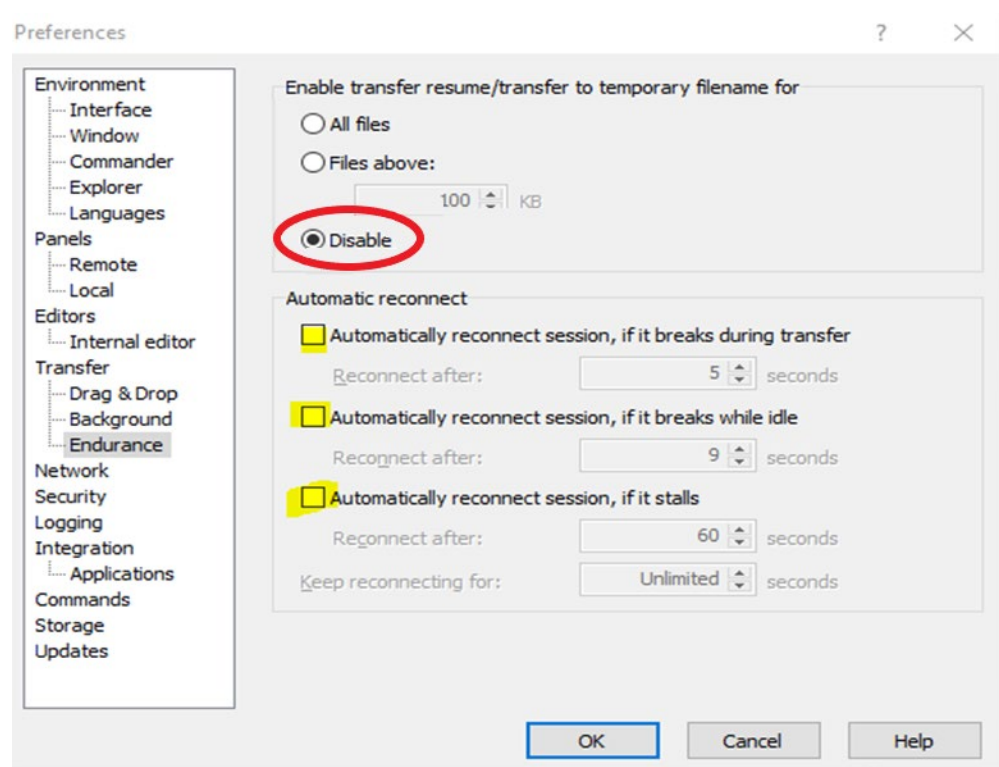 Preferences
?
Environment
Interface
Window
Commander
Explorer
Languages
Panels
Remote
Local
Editors
Internal editor
Transfer
Drag & Drop
Background
Endurance
Network
Security
Logging
Integration
Applications
Commands
Storage
Updates
Enable transfer resume/transfer to temporary filename for
All files
Files above:
100 KB
Disable
Automatic reconnect
Automatically reconnect session, if it breaks during transfer
Reconnect after: 5 seconds
Automatically reconnect session, if it breaks while idle
Reconnect after: 9 seconds
Automatically reconnect session, if it stalls
Reconnect after: 60 seconds
Keep reconnecting for: Unlimited seconds
OK Cancel Help